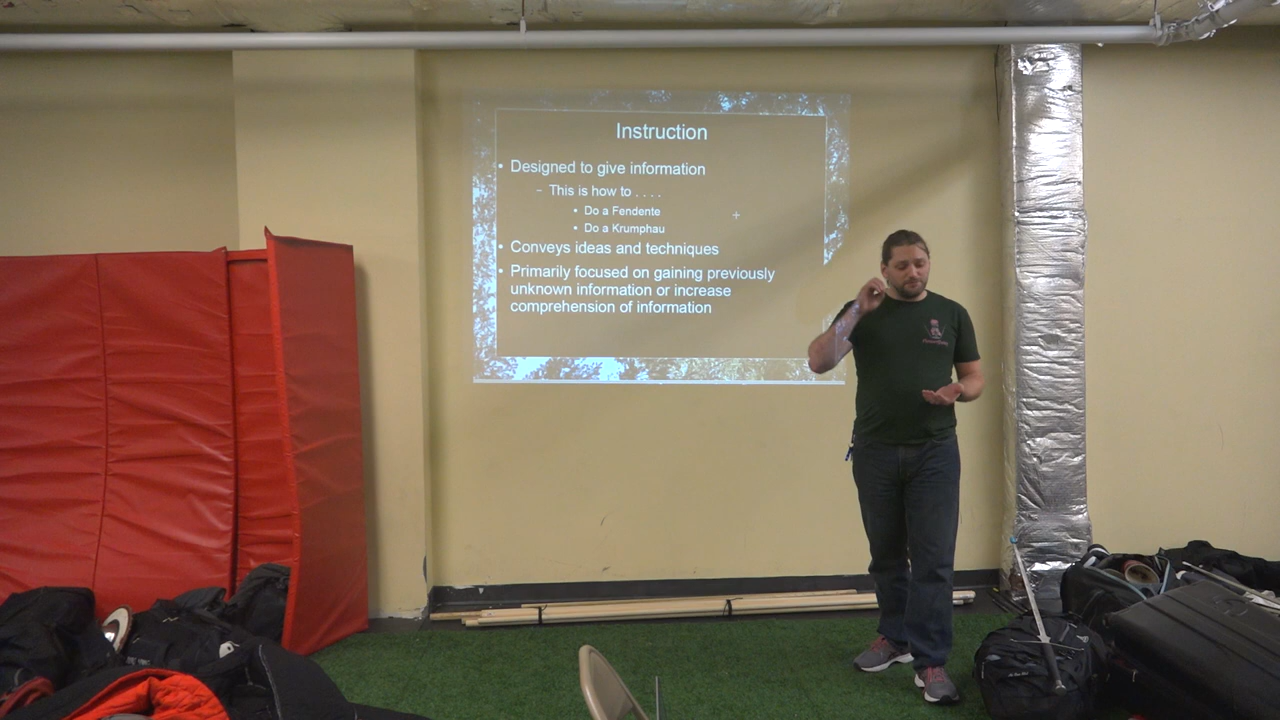 Instruction
• Designed to give information
– This is how to . . . .
• Do a Fendente
• Do a Krumphau
• Conveys ideas and techniques
• Primarily focused on gaining previously
unknown information or increase
comprehension of information